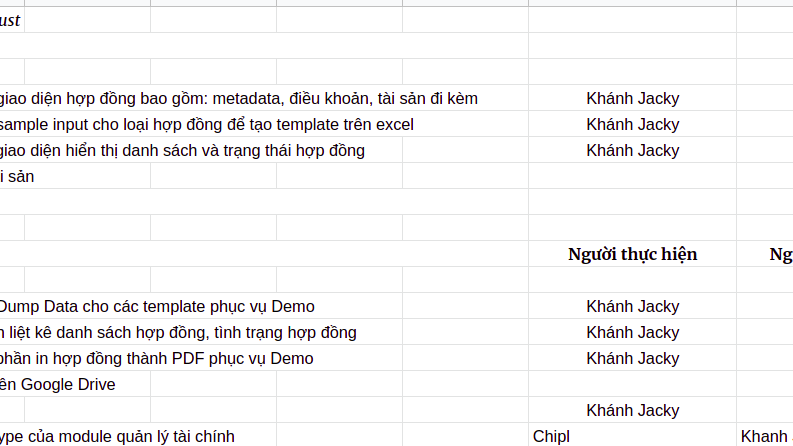 ust
giao diện hợp đồng bao gồm: metadata, điều khoản, tài sản đi kèm Khánh Jacky
sample input cho loại hợp đồng để tạo template trên excel Khánh Jacky
giao diện hiển thị danh sách và trạng thái hợp đồng Khánh Jacky
i sản
Người thực hiện Ng
Dump Data cho các template phục vụ Demo Khánh Jacky
n liệt kê danh sách hợp đồng, tình trạng hợp đồng Khánh Jacky
phần in hợp đồng thành PDF phục vụ Demo Khánh Jacky
ên Google Drive
Khánh Jacky
ype của module quản lý tài chính Chipl Khanh